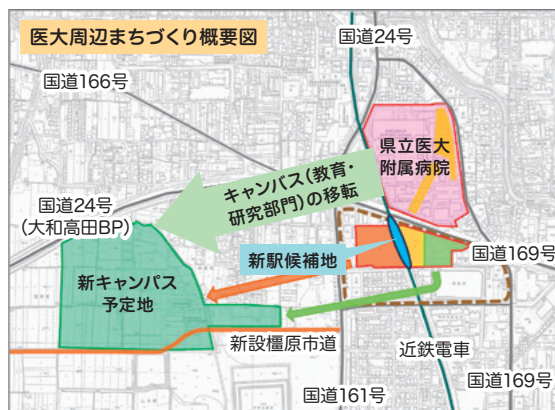 医大周辺まちづくり概要図
国道24号
国道166号
県立医大
附属病院
キャンパス(教育・
研究部門)の移転
国道24号
(大和高田BP)
国道169号
新駅候補地
新キャンパス
予定地
新設橿原市道
近鉄電車
国道161号
国道169号